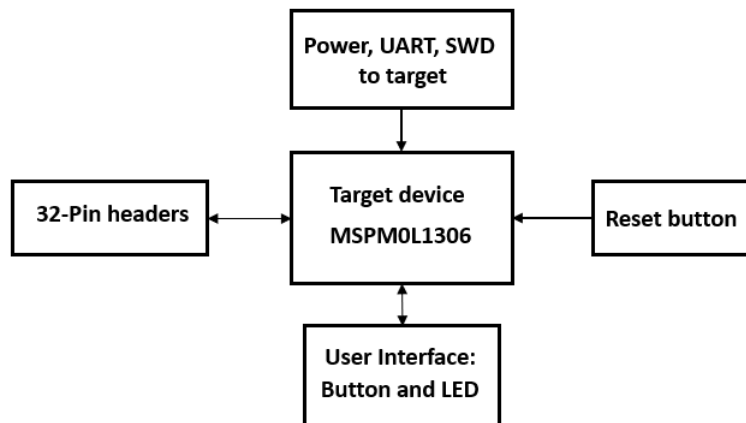 Power, UART, SWD
to target
32-Pin headers
Target device
MSPM0L1306
Reset button
User Interface:
Button and LED